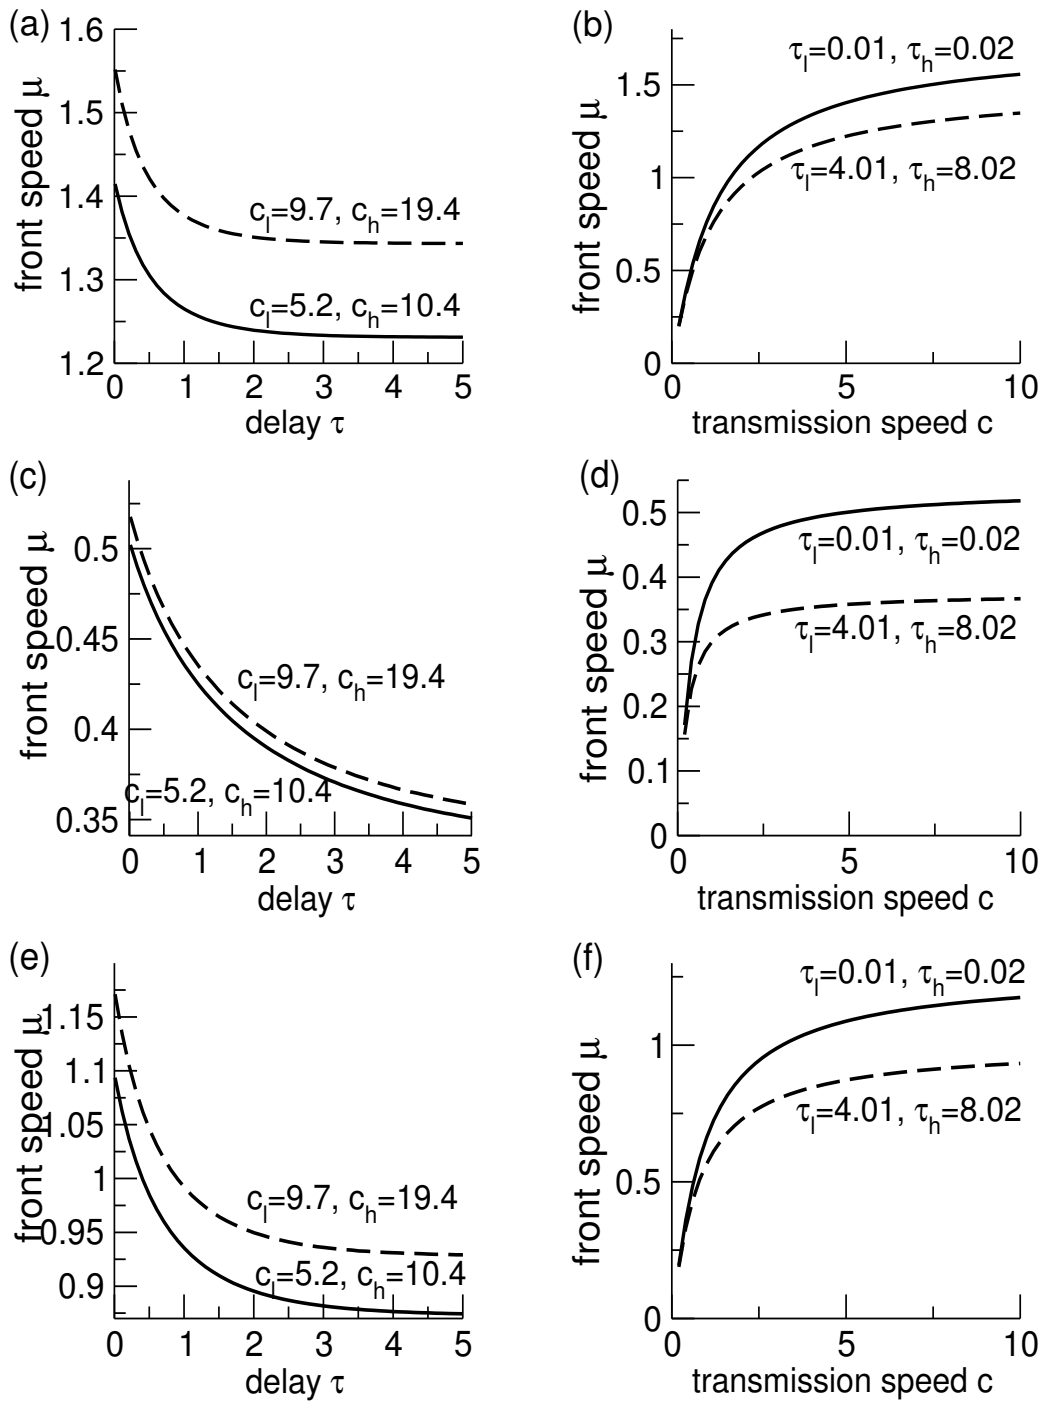 (a)
1.6
1.5
1.4
1.3
1.2
front speed μ
c_l=9.7, c_h=19.4
c_l=5.2, c_h=10.4
0 1 2 3 4 5
delay τ
(b)
1.5
1
0.5
0
front speed μ
τ_l=0.01, τ_h=0.02
τ_l=4.01, τ_h=8.02
0 5 10
transmission speed c
(c)
0.5
0.45
0.4
0.35
front speed μ
c_l=9.7, c_h=19.4
c_l=5.2, c_h=10.4
0 1 2 3 4 5
delay τ
(d)
0.5
0.4
0.3
0.2
0.1
0
front speed μ
τ_l=0.01, τ_h=0.02
τ_l=4.01, τ_h=8.02
0 5 10
transmission speed c
(e)
1.15
1.1
1.05
1
0.95
0.9
front speed μ
c_l=9.7, c_h=19.4
c_l=5.2, c_h=10.4
0 1 2 3 4 5
delay τ
(f)
1
0.5
0
front speed μ
τ_l=0.01, τ_h=0.02
τ_l=4.01, τ_h=8.02
0 5 10
transmission speed c